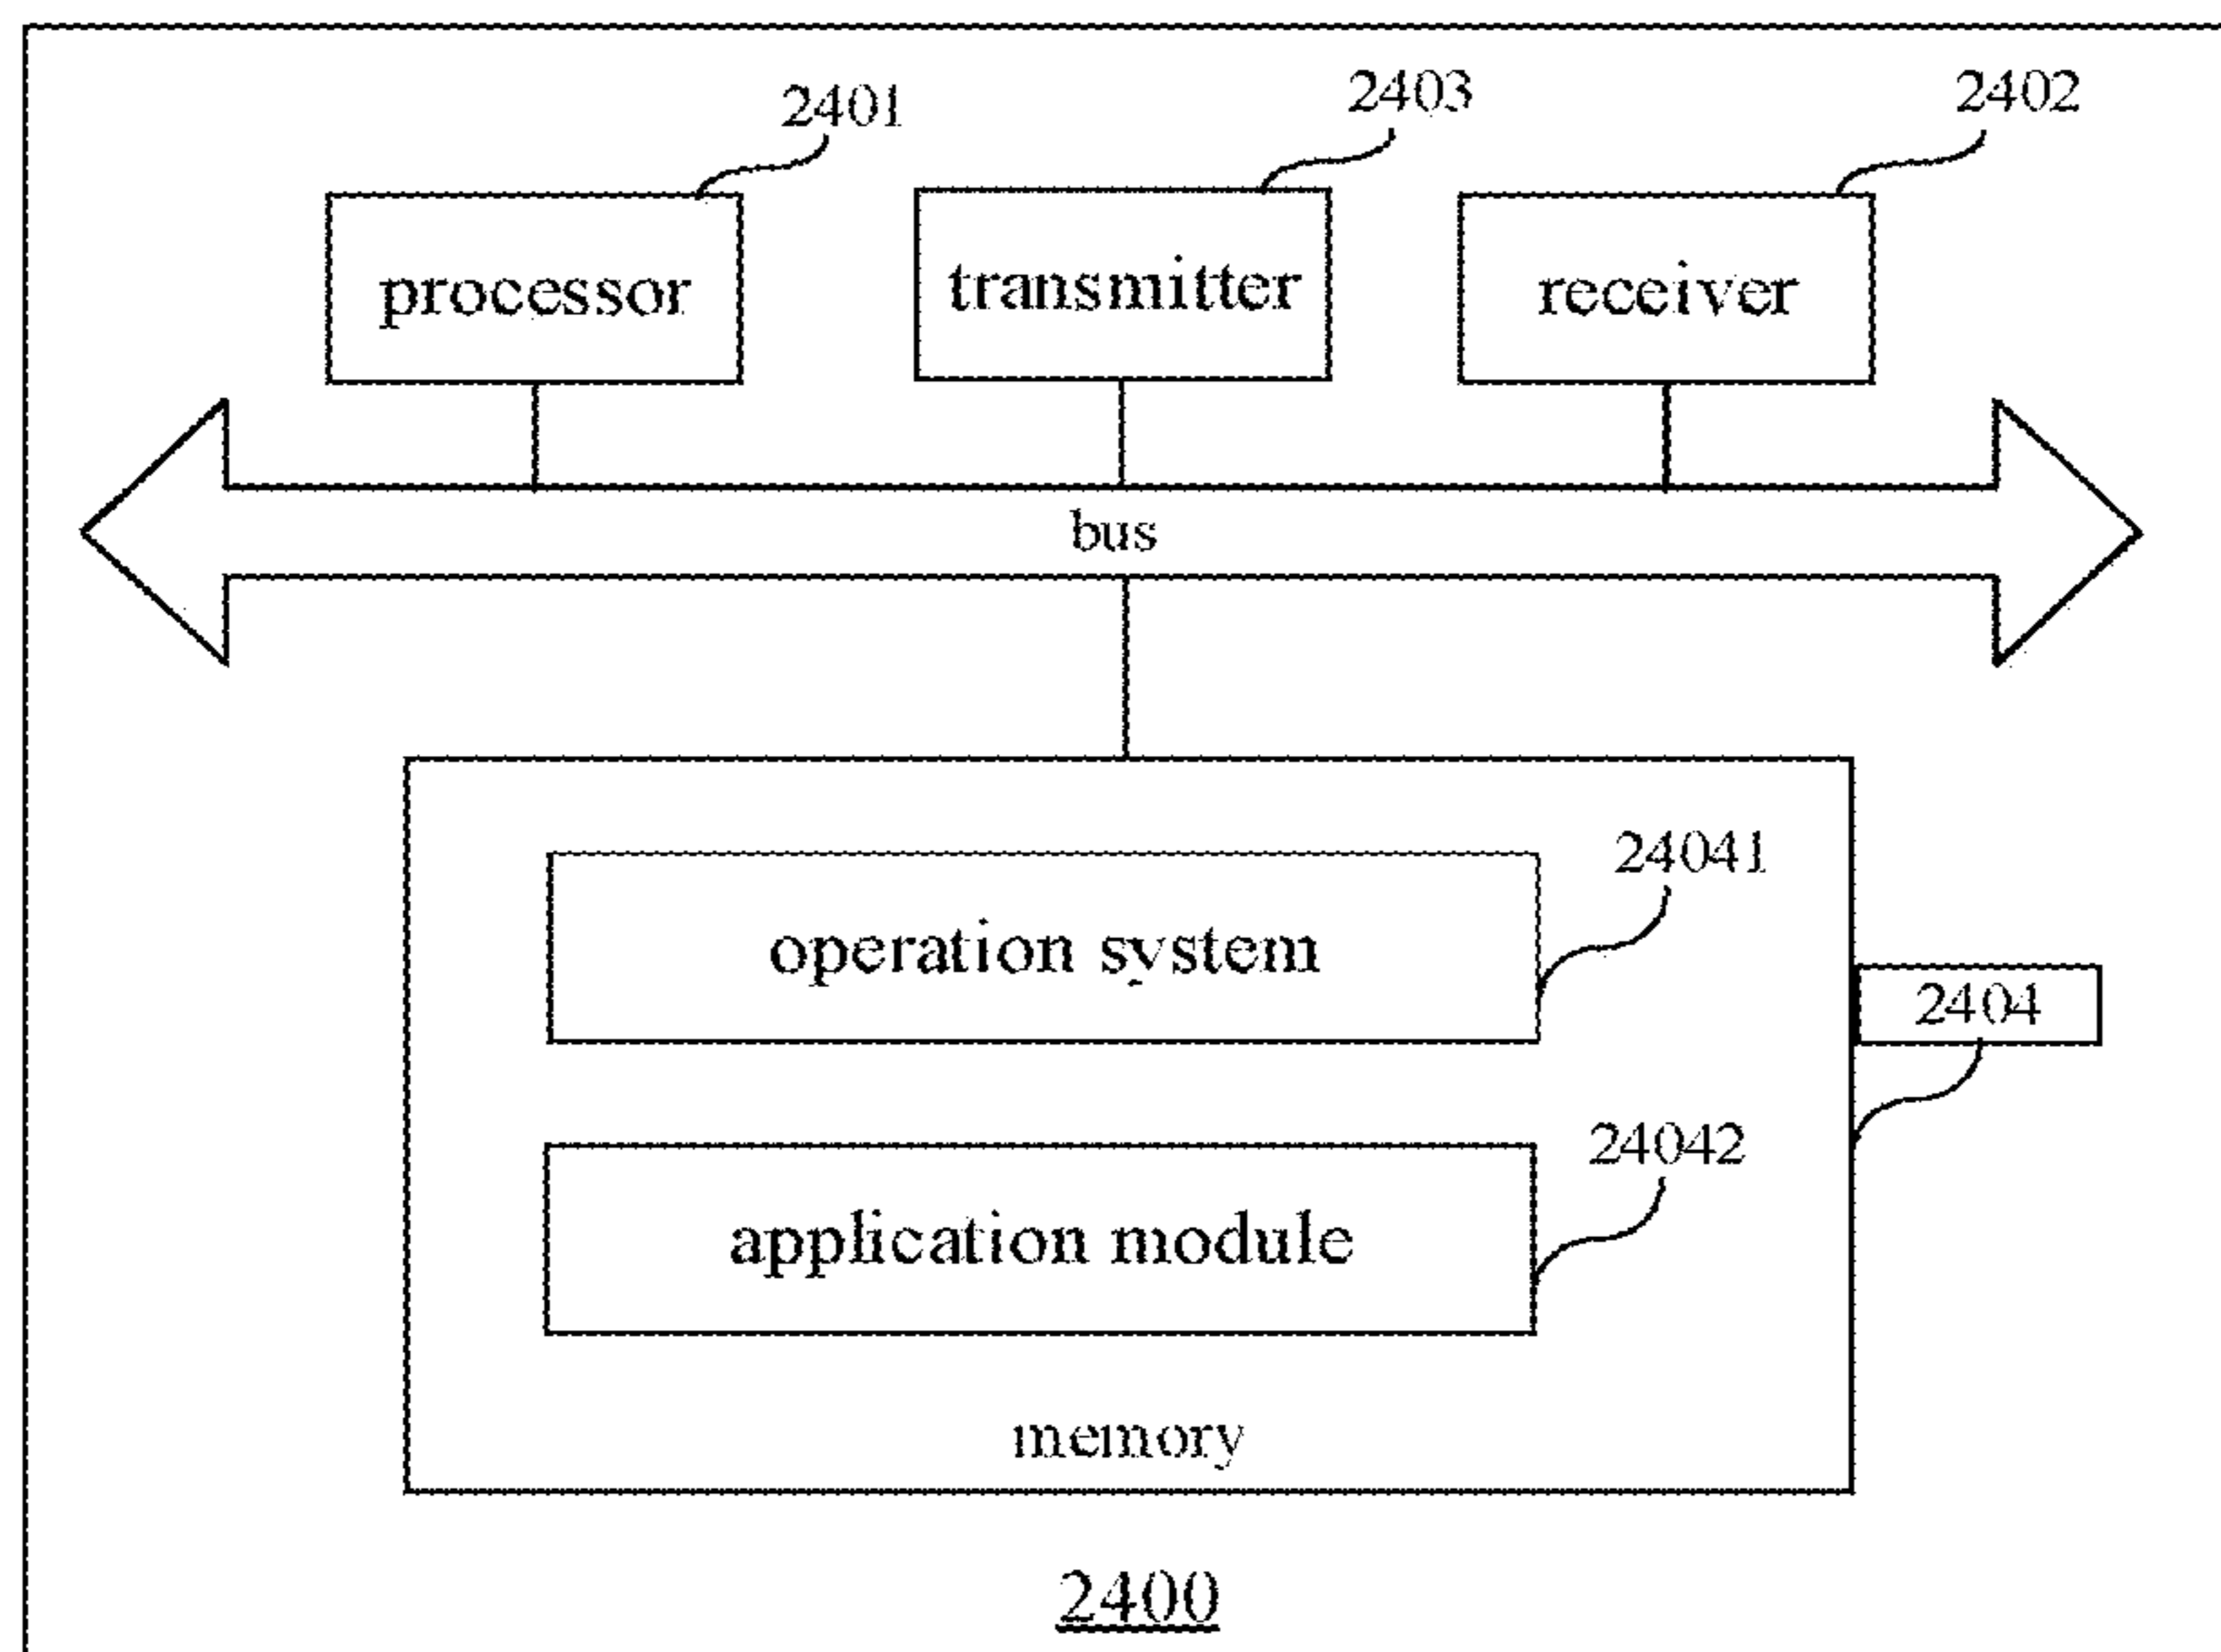 2401
2403
2402
processor
transmitter
receiver
bus
24041
operation system
2404
24042
application module
memory
2400